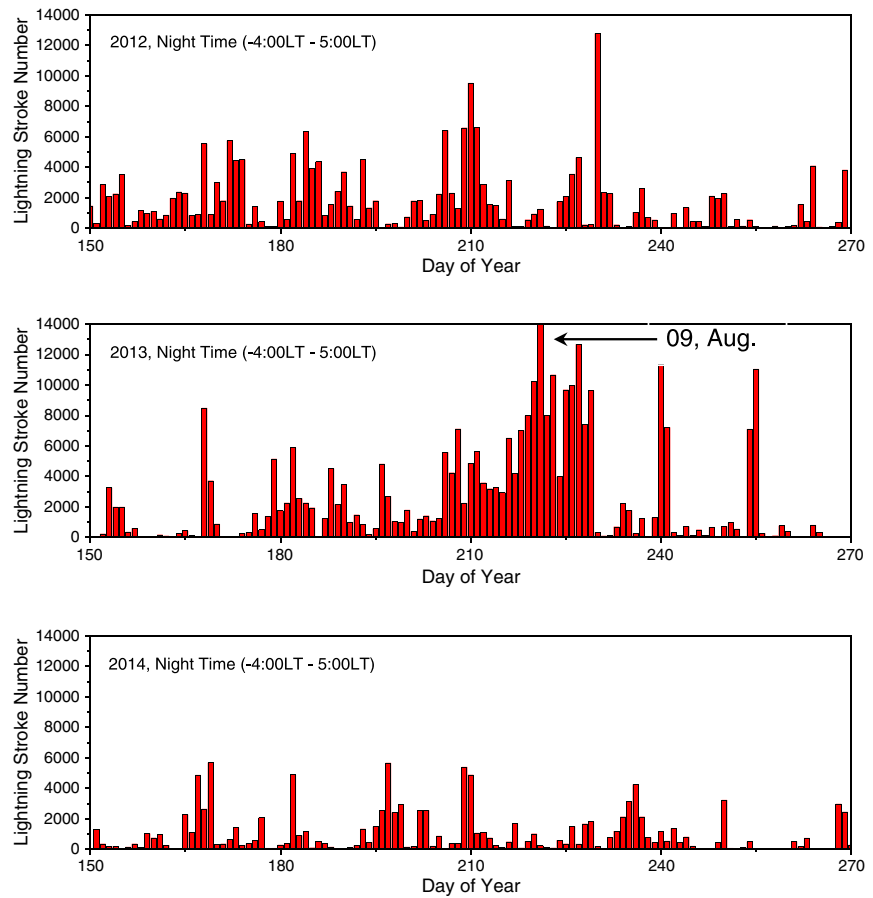 14000
12000
10000
8000
6000
4000
2000
0
Lightning Stroke Number
2012, Night Time (-4:00LT - 5:00LT)
150 180 210 240 270
Day of Year
14000
12000
10000
8000
6000
4000
2000
0
Lightning Stroke Number
2013, Night Time (-4:00LT - 5:00LT)
09, Aug.
150 180 210 240 270
Day of Year
14000
12000
10000
8000
6000
4000
2000
0
Lightning Stroke Number
2014, Night Time (-4:00LT - 5:00LT)
150 180 210 240 270
Day of Year